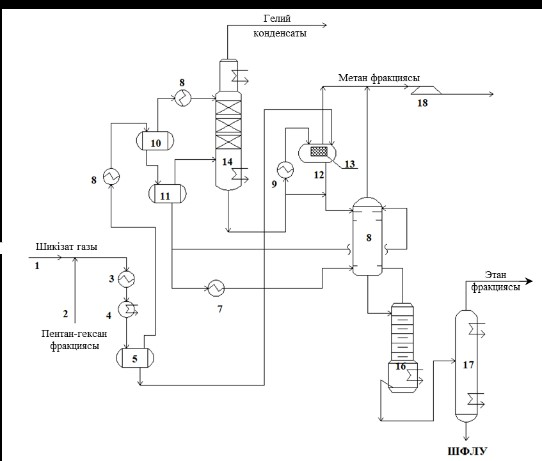 Гелий
конденсаты
Метан фракциясы
8
18
10
14
13
8
9
12
11
8
Шикізат газы
1
3
Этан
фракциясы
7
2
4
Пентан-гексан
фракциясы
5
16
17
ШФЛУ